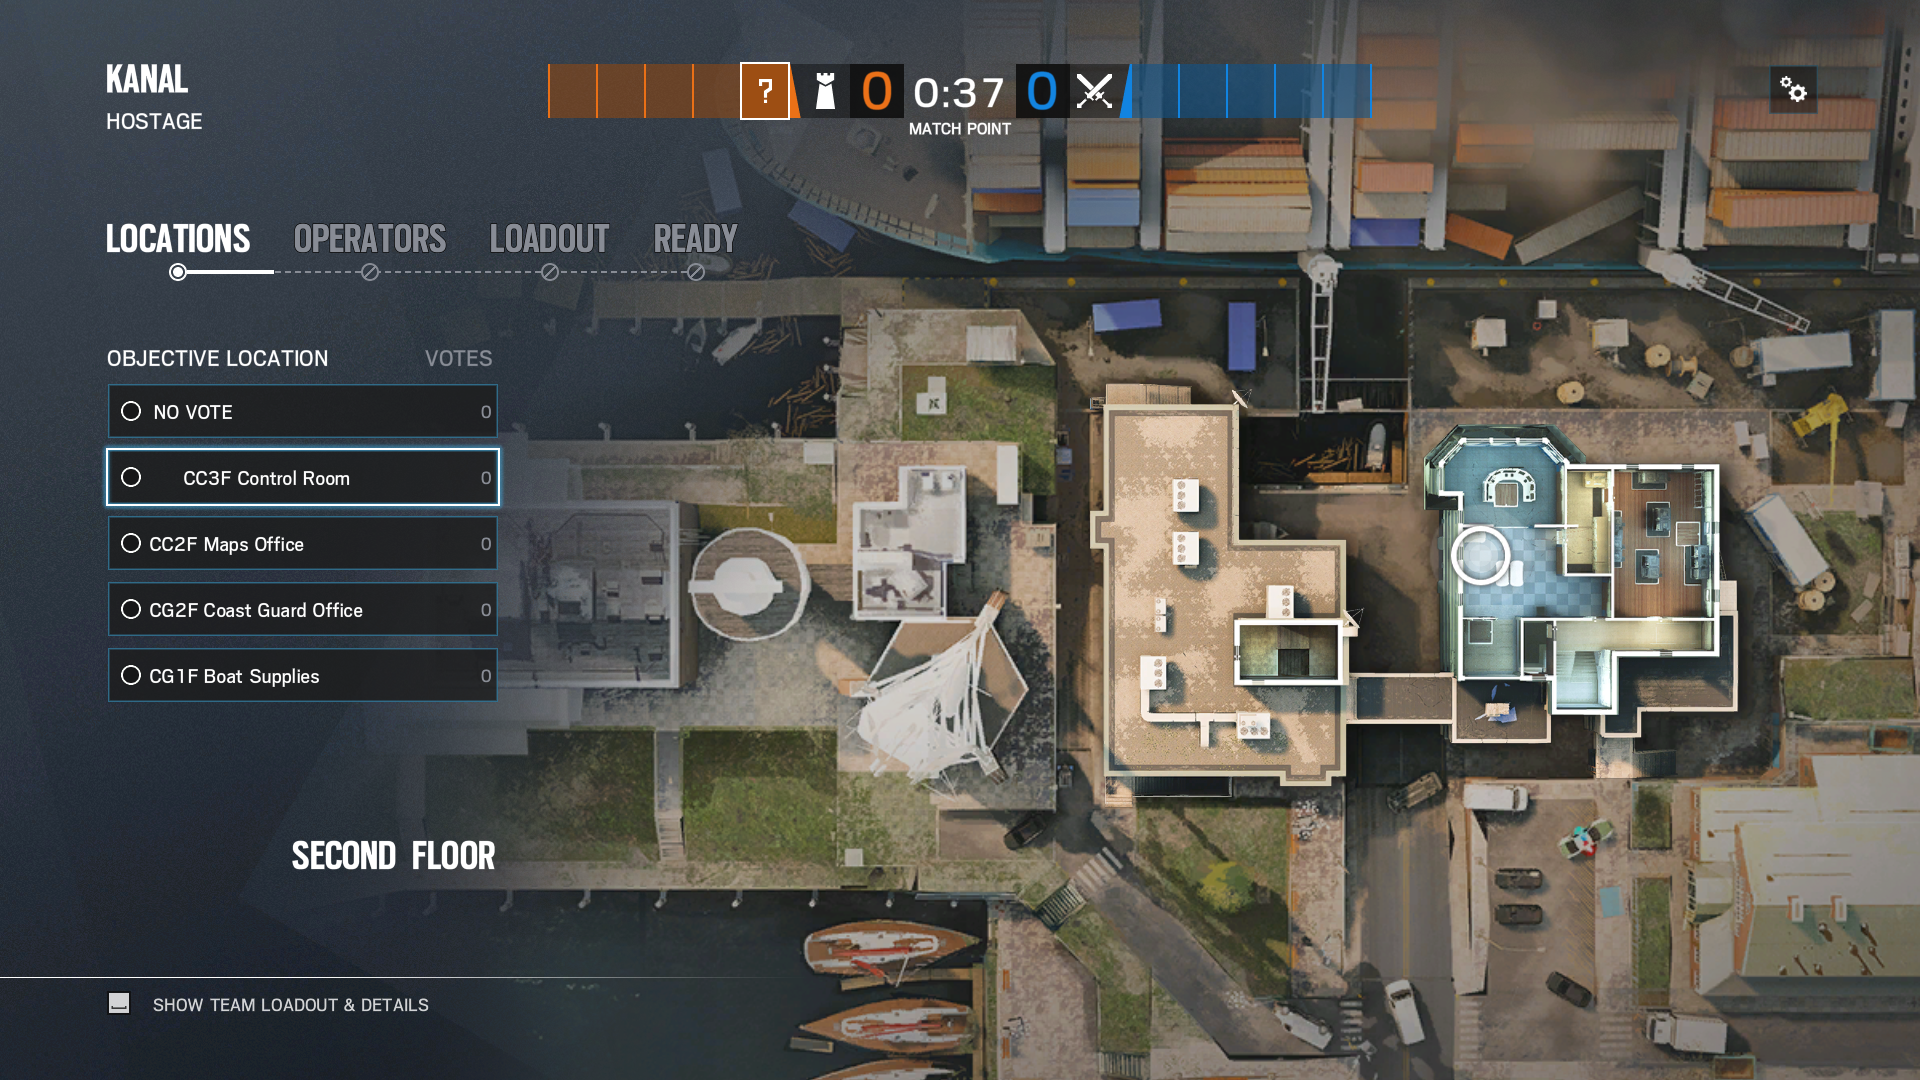 KANAL
HOSTAGE
? 0 0:37 0
MATCH POINT
LOCATIONS OPERATORS LOADOUT READY
OBJECTIVE LOCATION VOTES
NO VOTE 0
CC3F Control Room 0
CC2F Maps Office 0
CG2F Coast Guard Office 0
CG1F Boat Supplies 0
SECOND FLOOR
SHOW TEAM LOADOUT & DETAILS